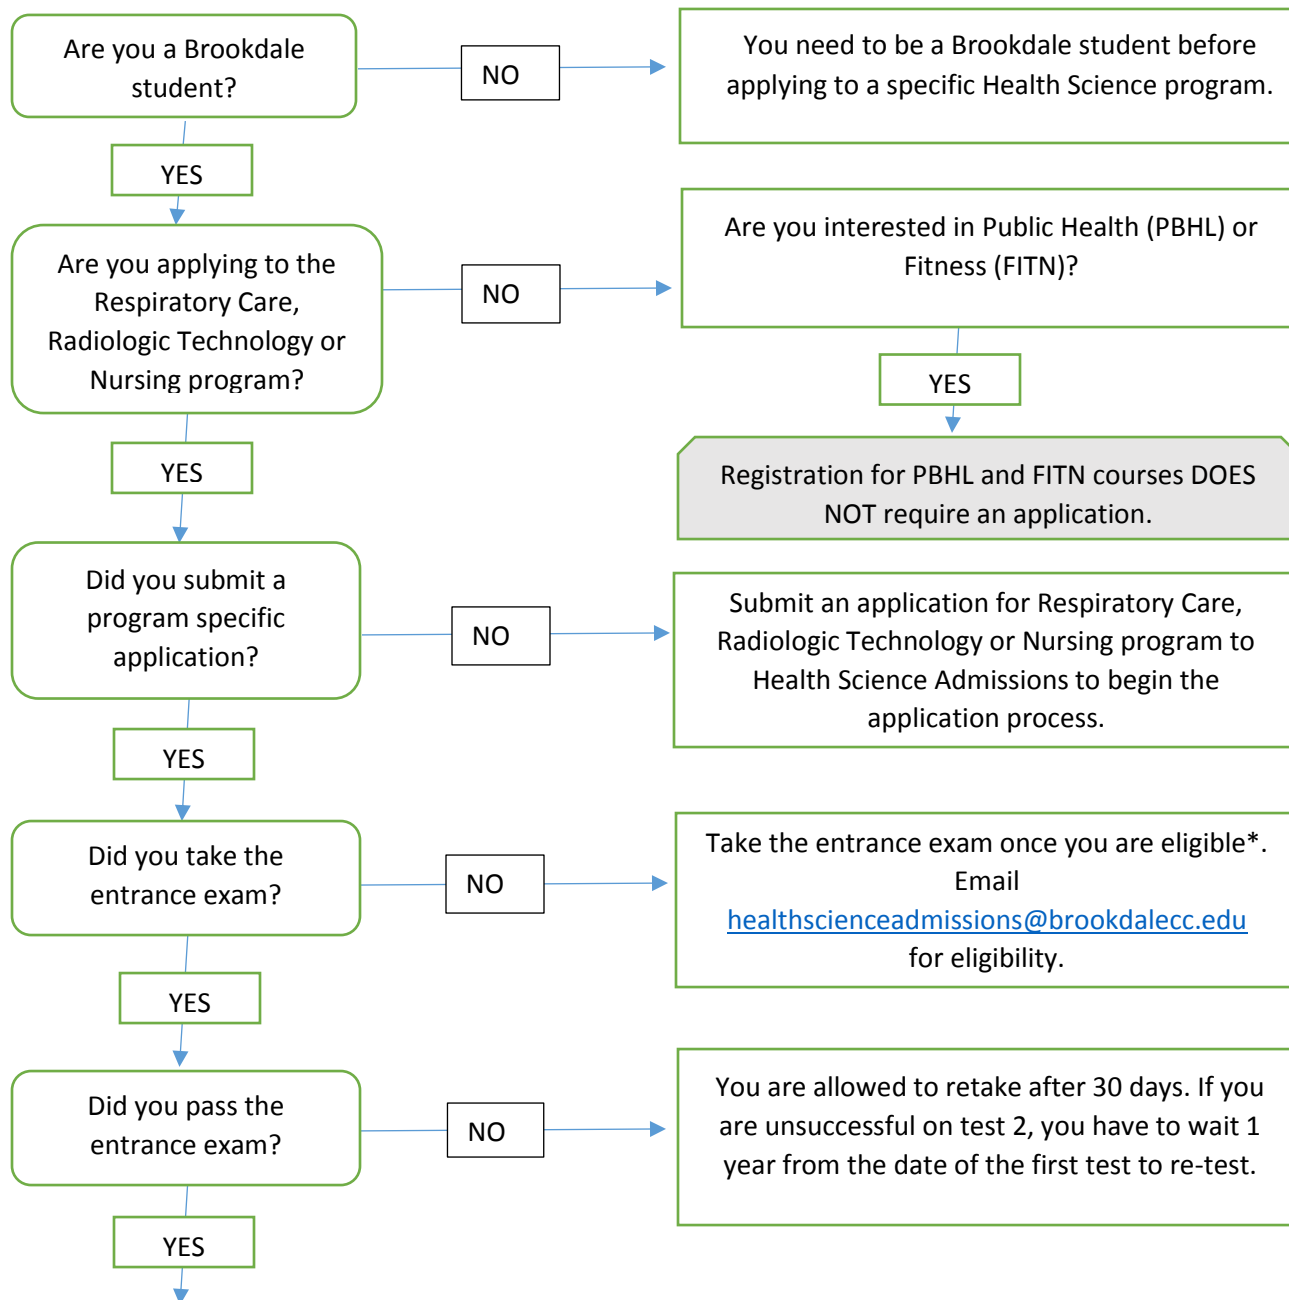 Are you a Brookdale
student?
NO
You need to be a Brookdale student before
applying to a specific Health Science program.
YES
Are you applying to the
Respiratory Care,
Radiologic Technology or
Nursing program?
NO
Are you interested in Public Health (PBHL) or
Fitness (FITN)?
YES
Registration for PBHL and FITN courses DOES
NOT require an application.
YES
Did you submit a
program specific
application?
NO
Submit an application for Respiratory Care,
Radiologic Technology or Nursing program to
Health Science Admissions to begin the
application process.
YES
Did you take the
entrance exam?
NO
Take the entrance exam once you are eligible*.
Email
healthscienceadmissions@brookdalecc.edu
for eligibility.
YES
Did you pass the
entrance exam?
NO
You are allowed to retake after 30 days. If you
are unsuccessful on test 2, you have to wait 1
year from the date of the first test to re-test.
YES